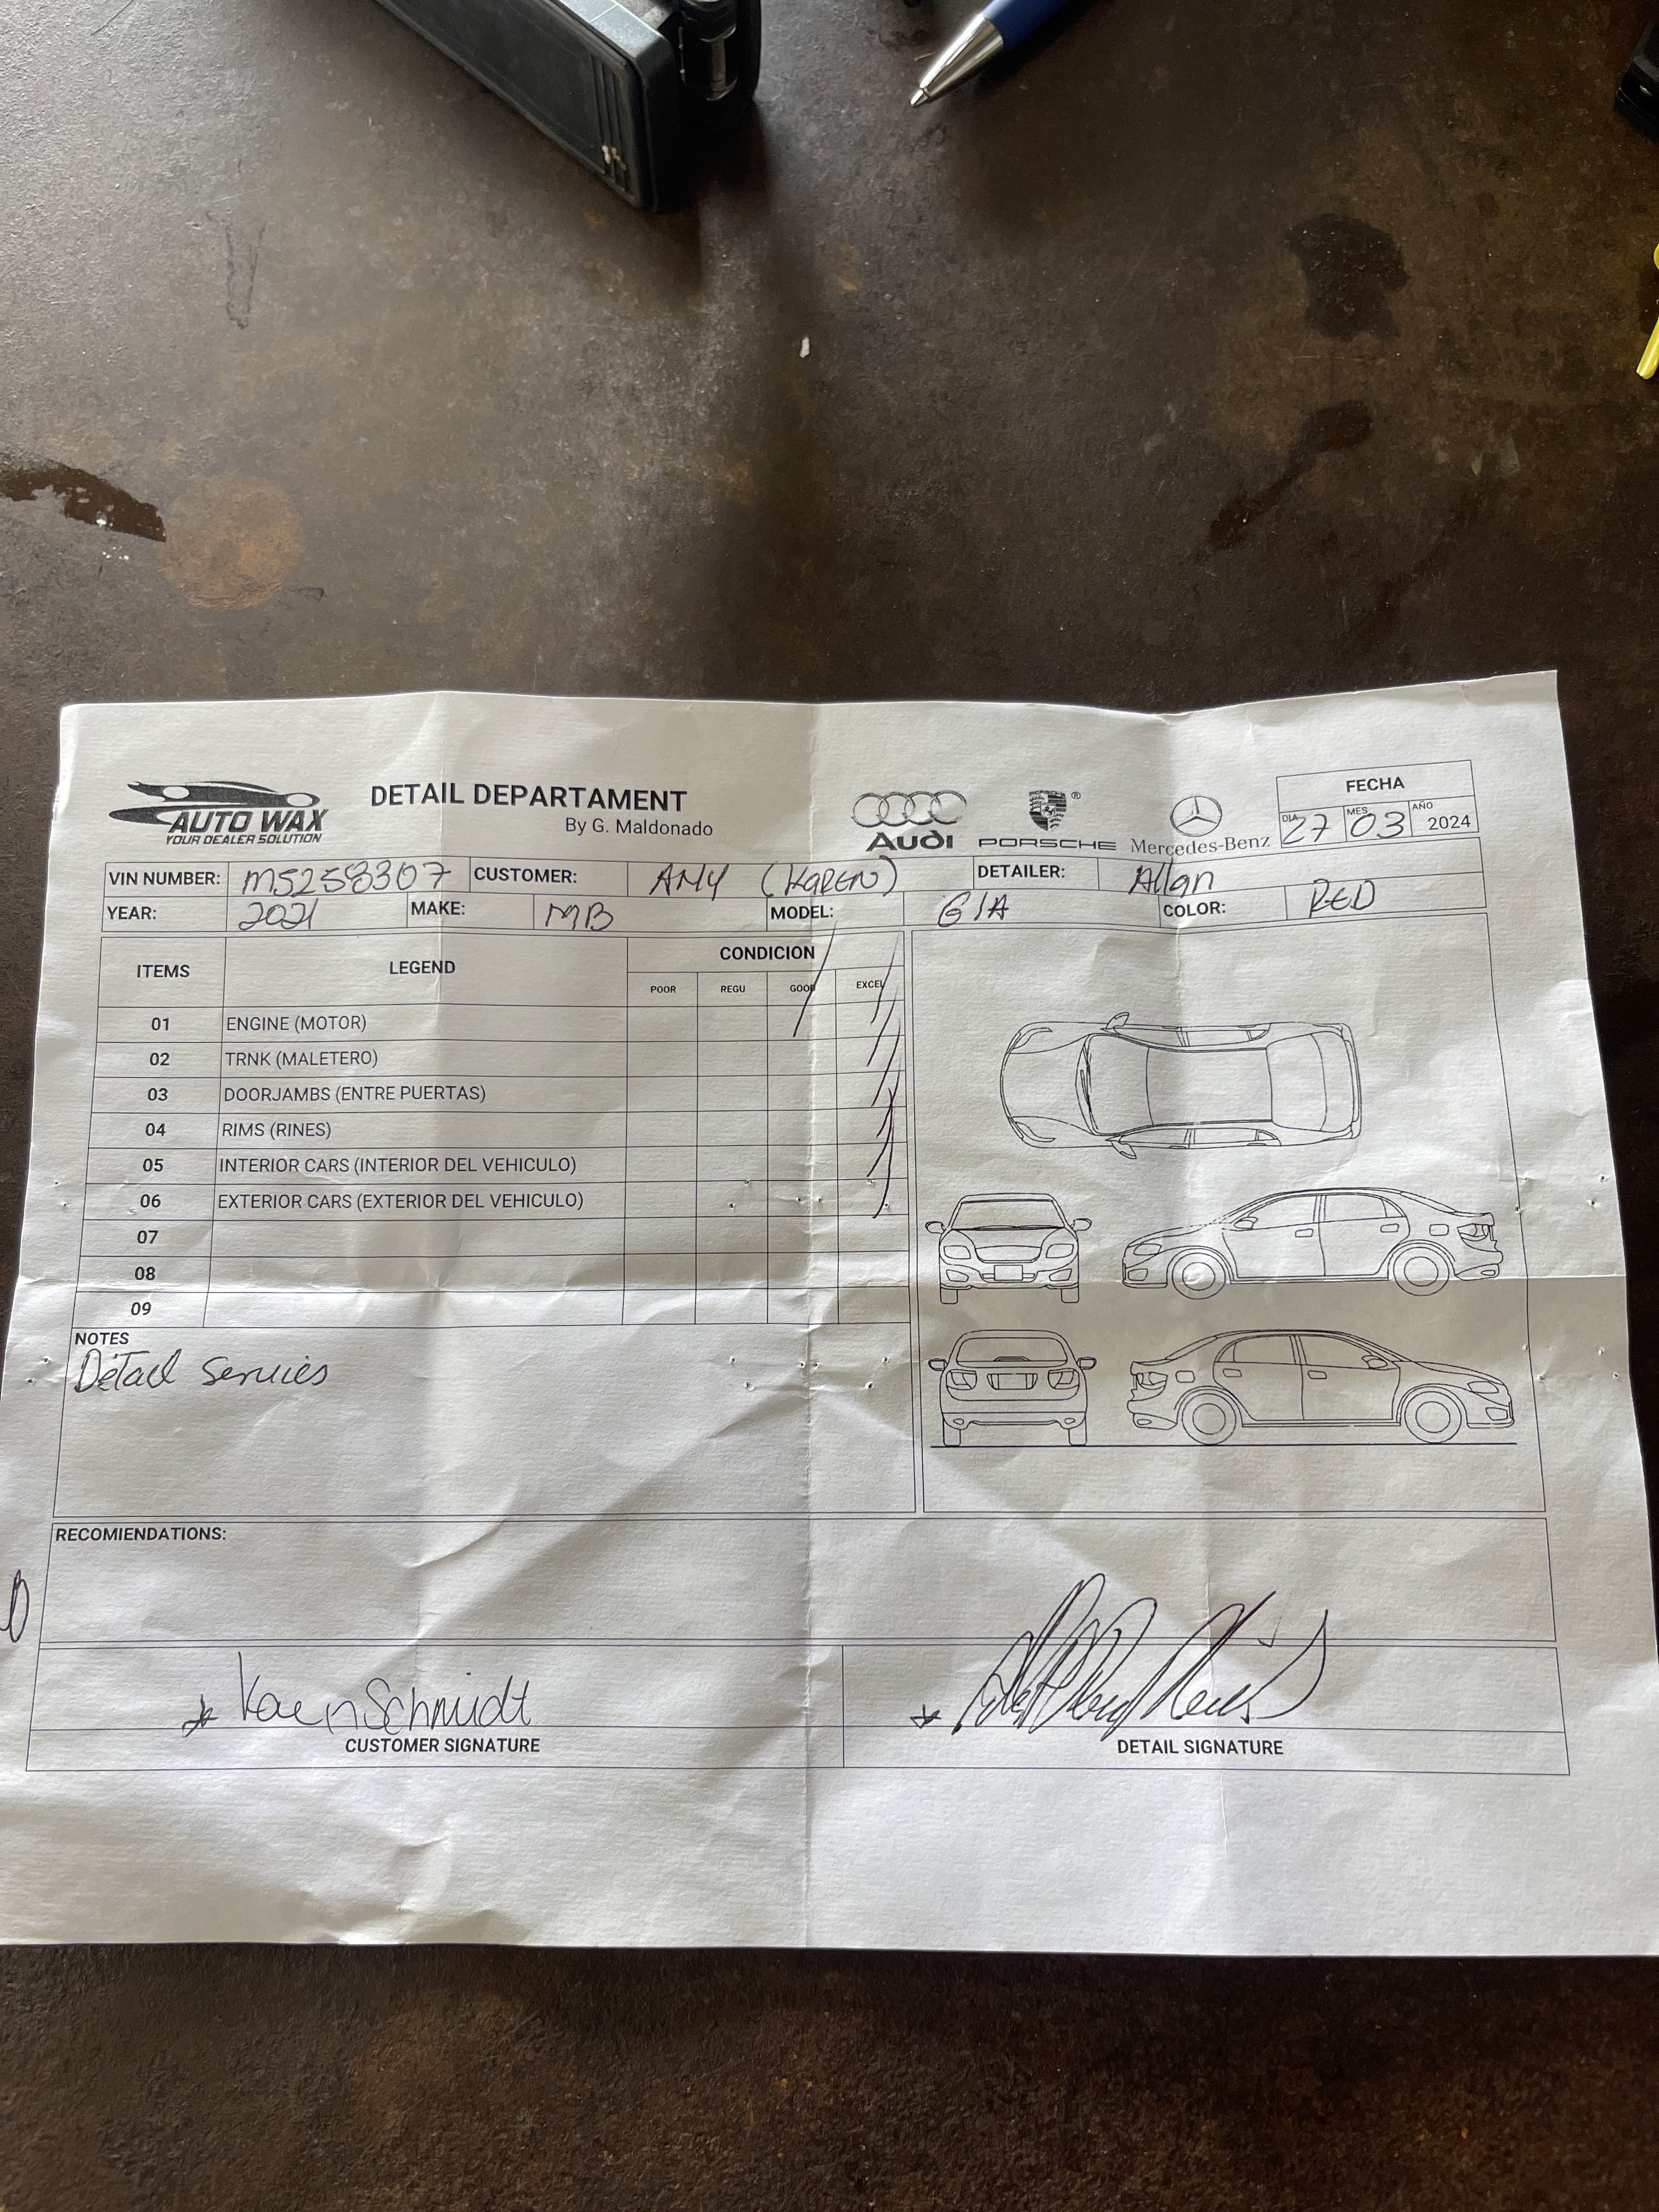 AUTO WAX
YOUR DEALER SOLUTION
DETAIL DEPARTAMENT
By G. Maldonado
Audi
PORSCHE ®
Mercedes-Benz
FECHA
DIA 27 MES 03 AÑO 2024
VIN NUMBER: M5258307 CUSTOMER: AMY (KAREN) DETAILER: Allan
YEAR: 2021 MAKE: MB MODEL: COLOR: RED
ITEMS LEGEND CONDICION
POOR REGU GOOD EXCEL
01 ENGINE (MOTOR)
02 TRNK (MALETERO)
03 DOORJAMBS (ENTRE PUERTAS)
04 RIMS (RINES)
05 INTERIOR CARS (INTERIOR DEL VEHICULO)
06 EXTERIOR CARS (EXTERIOR DEL VEHICULO)
07
08
09
NOTES
Detail Services
RECOMIENDATIONS:
Karen Schmidt
CUSTOMER SIGNATURE
DETAIL SIGNATURE